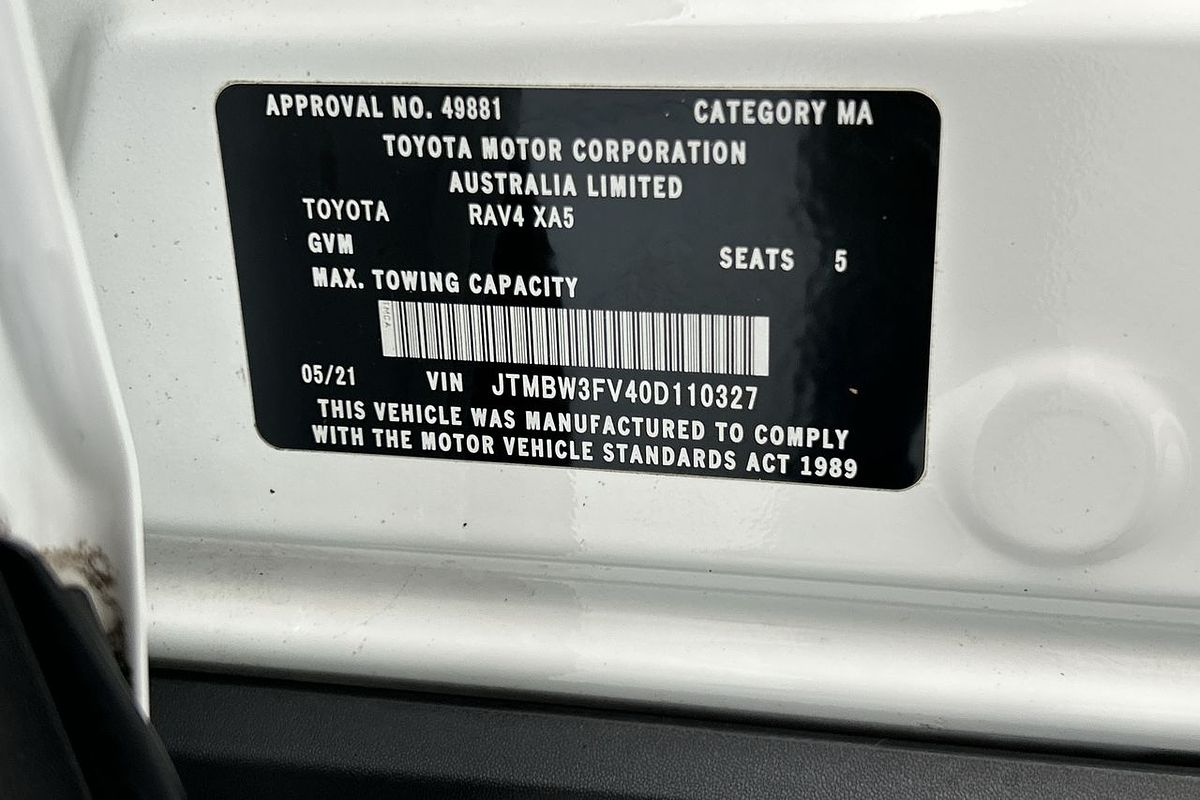 APPROVAL NO. 49881 CATEGORY MA
TOYOTA MOTOR CORPORATION
AUSTRALIA LIMITED
TOYOTA RAV4 XA5
GVM SEATS 5
MAX. TOWING CAPACITY
TMCA
05/21 VIN JTMBW3FV40D110327
THIS VEHICLE WAS MANUFACTURED TO COMPLY
WITH THE MOTOR VEHICLE STANDARDS ACT 1989